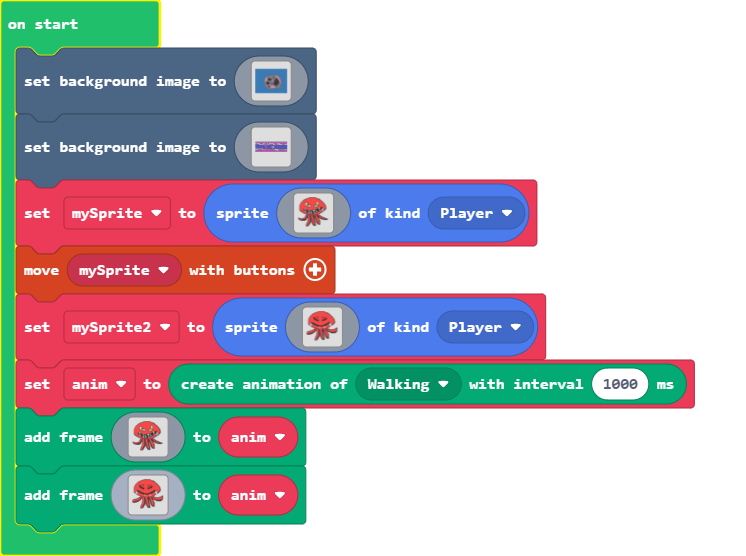 on start
set background image to
set background image to
set mySprite to sprite of kind Player
move mySprite with buttons
set mySprite2 to sprite of kind Player
set anim to create animation of Walking with interval 1000 ms
add frame to anim
add frame to anim